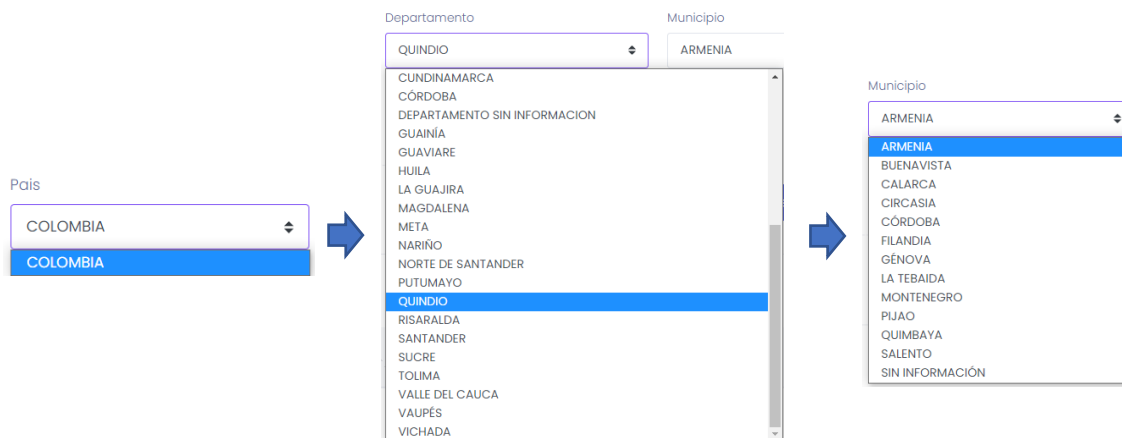 Pais
COLOMBIA
COLOMBIA
Departamento
QUINDIO
CUNDINAMARCA
CÓRDOBA
DEPARTAMENTO SIN INFORMACION
GUAINÍA
GUAVIARE
HUILA
LA GUAJIRA
MAGDALENA
META
NARIÑO
NORTE DE SANTANDER
PUTUMAYO
QUINDIO
RISARALDA
SANTANDER
SUCRE
TOLIMA
VALLE DEL CAUCA
VAUPÉS
VICHADA
Municipio
ARMENIA
Municipio
ARMENIA
ARMENIA
BUENAVISTA
CALARCA
CIRCASIA
CÓRDOBA
FILANDIA
GÉNOVA
LA TEBAIDA
MONTENEGRO
PIJAO
QUIMBAYA
SALENTO
SIN INFORMACIÓN